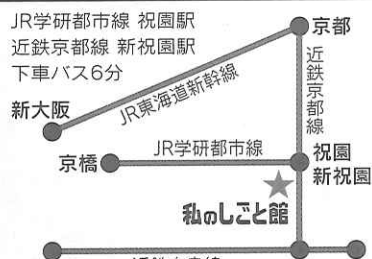 JR学研都市線 祝園駅
近鉄京都線 新祝園駅
下車バス6分
京都
近鉄京都線
新大阪
JR東海道新幹線
JR学研都市線
京橋
祝園
新祝園
私のしごと館